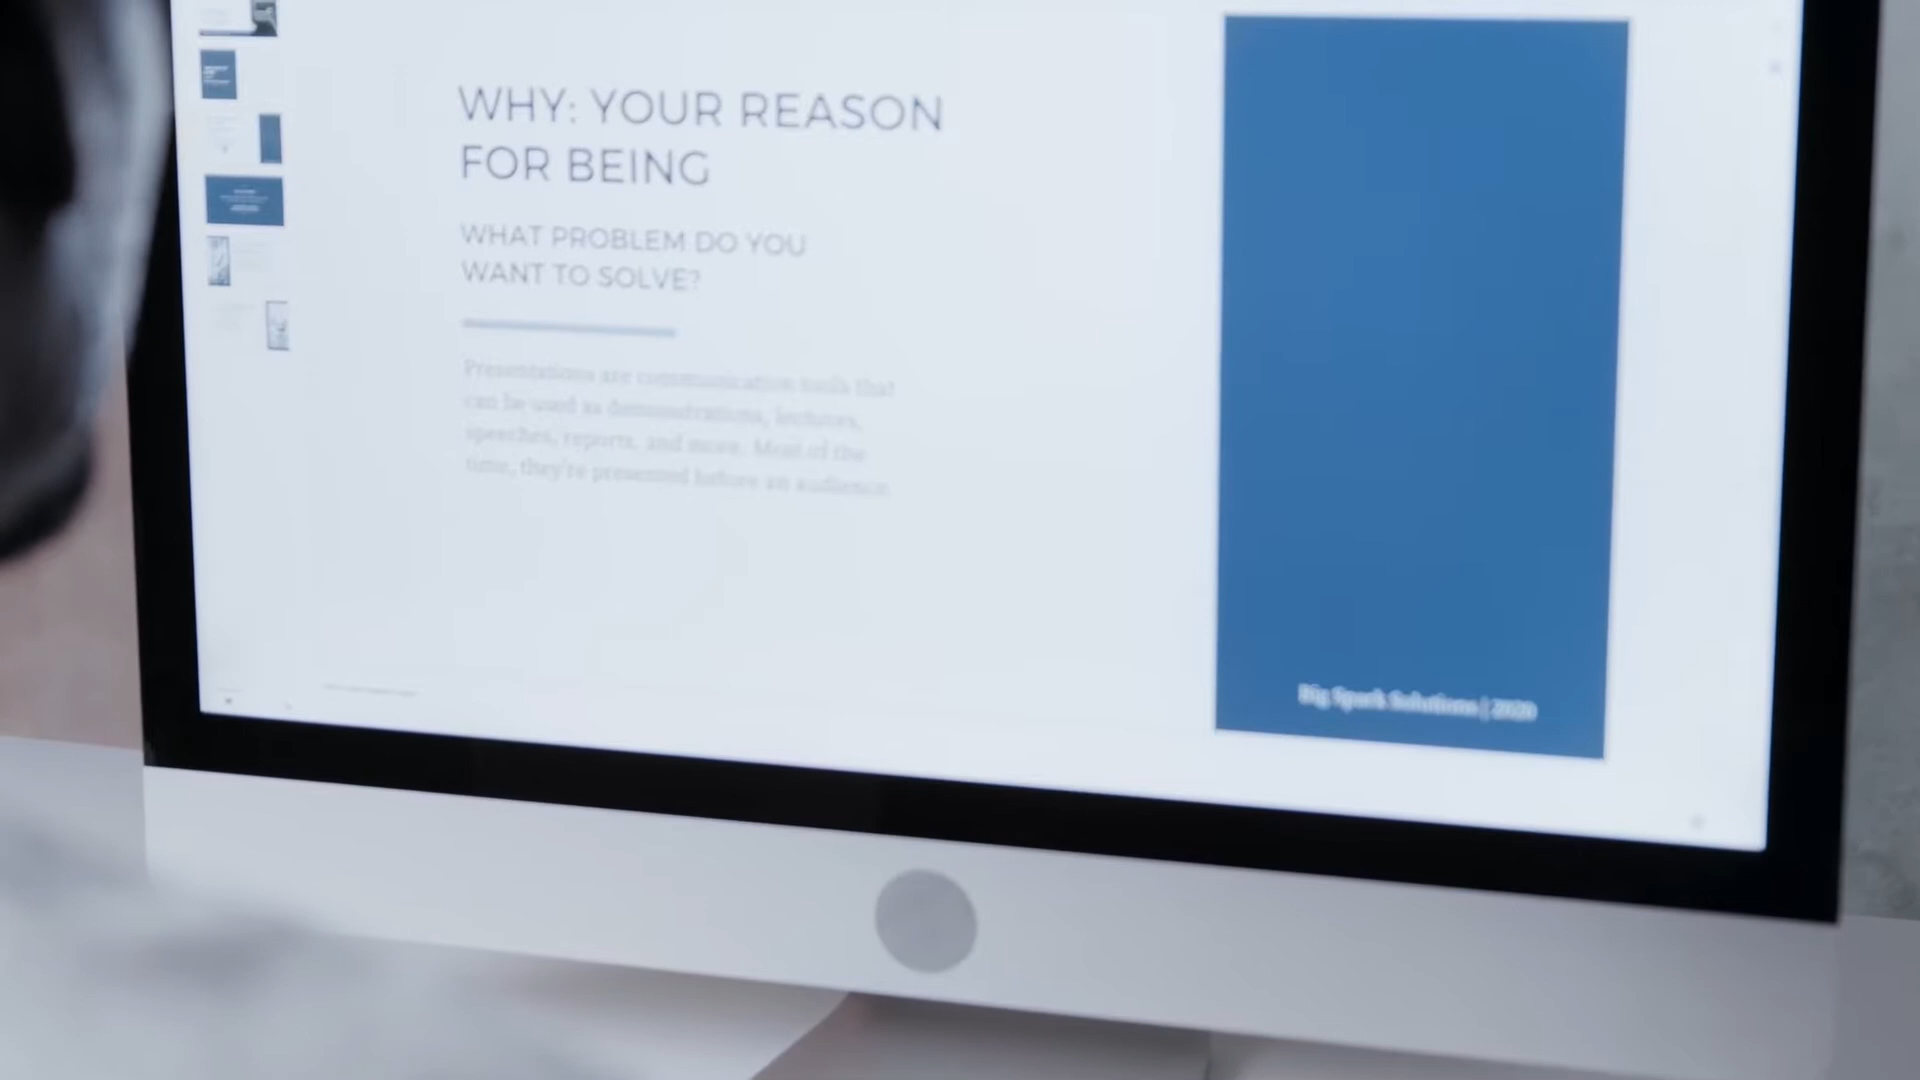 WHY: YOUR REASON
FOR BEING
WHAT PROBLEM DO YOU
WANT TO SOLVE?
Presentations are communication tools that
can be used as demonstrations, lectures,
speeches, reports, and more. Most of the
time, they're presented before an audience.
Big Spark Solutions | 2020